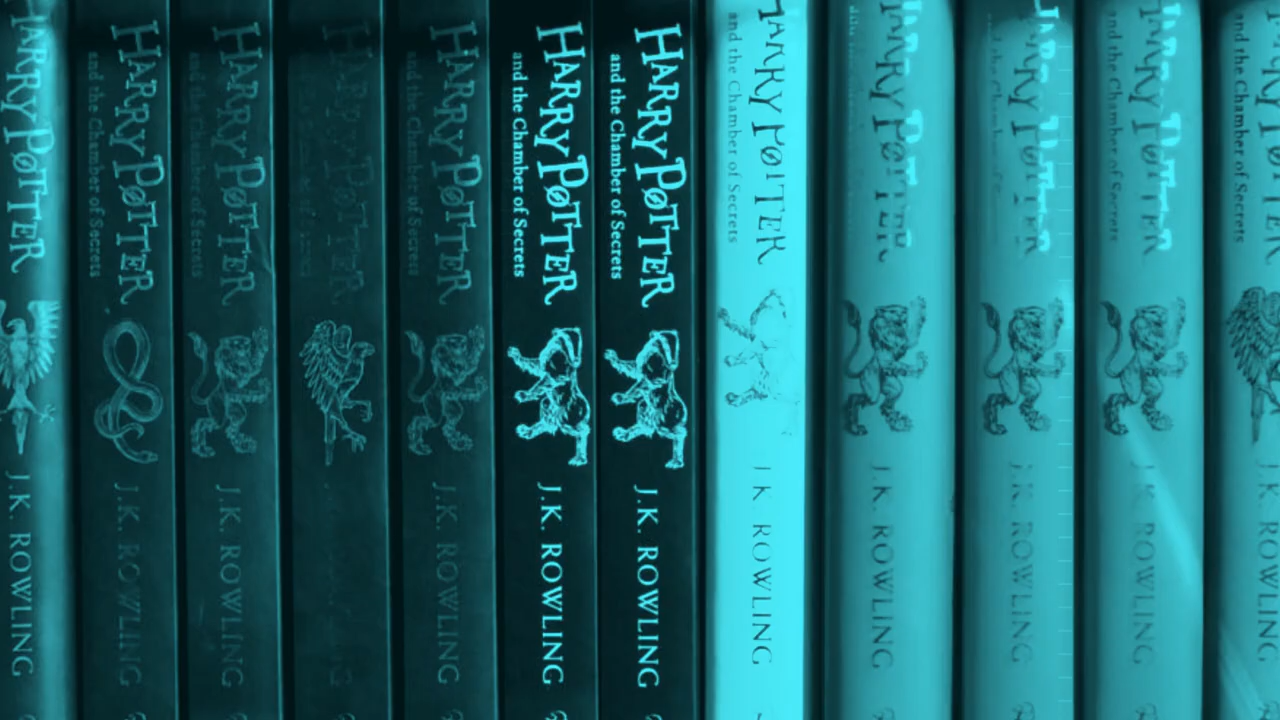 HARRY POTTER
J.K. ROWLING
HARRY POTTER
and the Chamber of Secrets
J.K. ROWLING
HARRY POTTER
and the Chamber of Secrets
J.K. ROWLING
HARRY POTTER
HARRY POTTER
and the Chamber of Secrets
J.K. ROWLING
HARRY POTTER
and the Chamber of Secrets
J.K. ROWLING
HARRY POTTER
and the Chamber of Secrets
J.K. ROWLING
HARRY POTTER
and the Chamber of Secrets
J K ROWLING
HARRY POTTER
J.K. ROWLING
HARRY POTTER
J.K. ROWLING
HARRY POTTER
and the Chamber of Secrets
J.K. ROWLING
HARRY POTTER
and the Chamber of Secrets
J.K. ROWLING